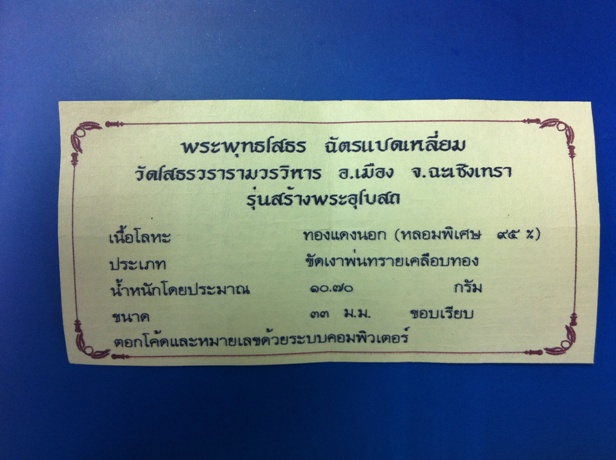 พระพุทธโสธร ฉัตรแปดเหลี่ยม
วัดโสธรวรารามวรวิหาร อ.เมือง จ.ฉะเชิงเทรา
รุ่นสร้างพระอุโบสถ
เนื้อโลหะ ทองแดงนอก (หลอมพิเศษ ๙๕ %)
ประเภท ขัดเงาพ่นทรายเคลือบทอง
น้ำหนักโดยประมาณ ๑๐.๗๐ กรัม
ขนาด ๓๓ ม.ม. ขอบเรียบ
ตอกโค้ดและหมายเลขด้วยระบบคอมพิวเตอร์